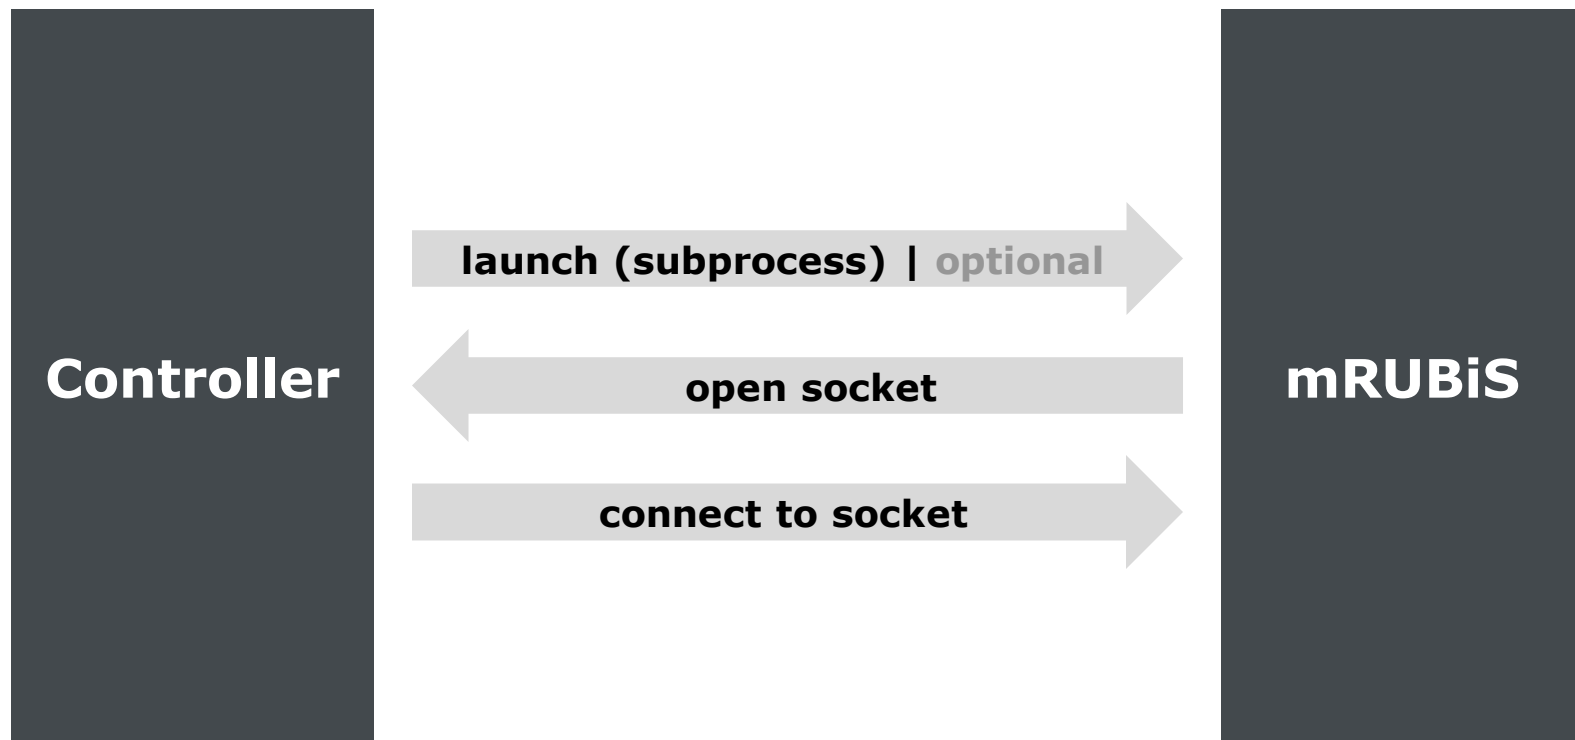 launch (subprocess) | optional
Controller
open socket
mRUBiS
connect to socket